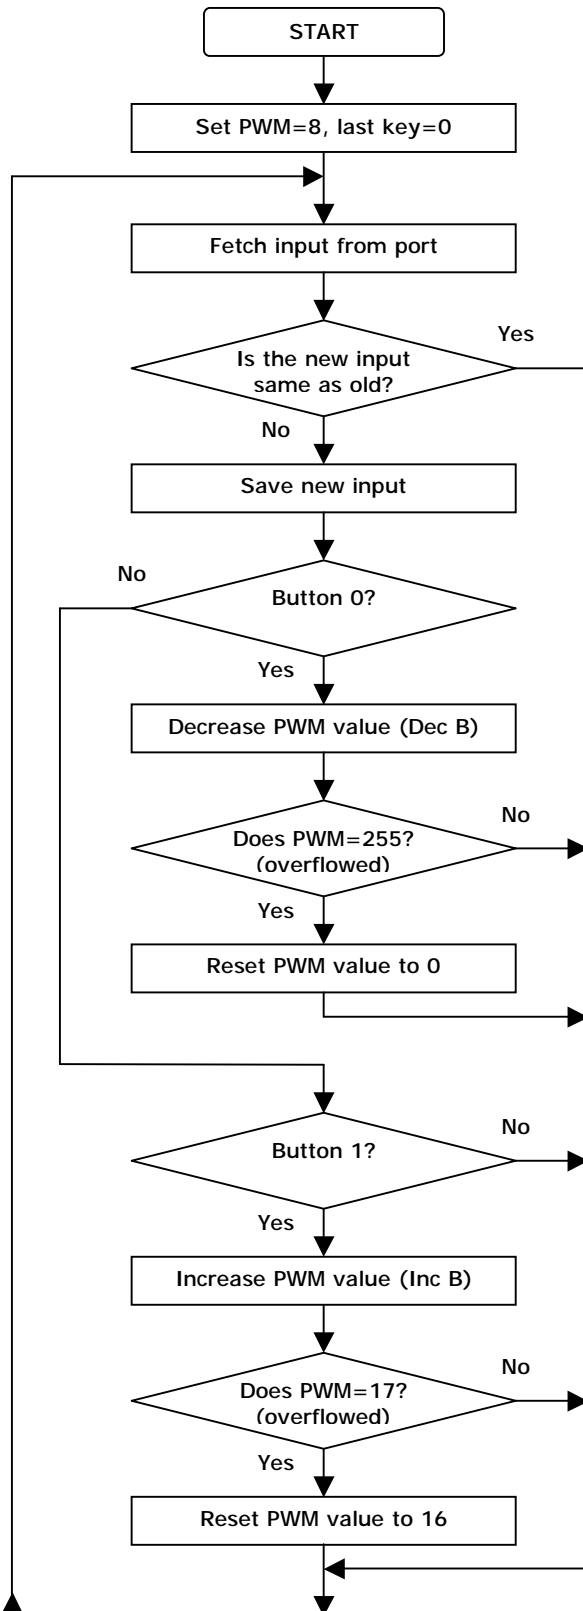 START
Set PWM=8, last key=0
Fetch input from port
Yes
Is the new input
same as old?
No
Save new input
No
Button 0?
Yes
Decrease PWM value (Dec B)
No
Does PWM=255?
(overflowed)
Yes
Reset PWM value to 0
No
Button 1?
Yes
Increase PWM value (Inc B)
No
Does PWM=17?
(overflowed)
Yes
Reset PWM value to 16